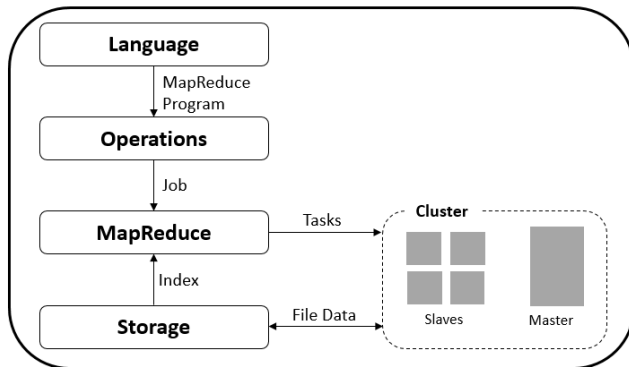 Language
MapReduce
Program
Operations
Job
MapReduce
Tasks
Cluster
Index
Storage
File Data
Slaves
Master